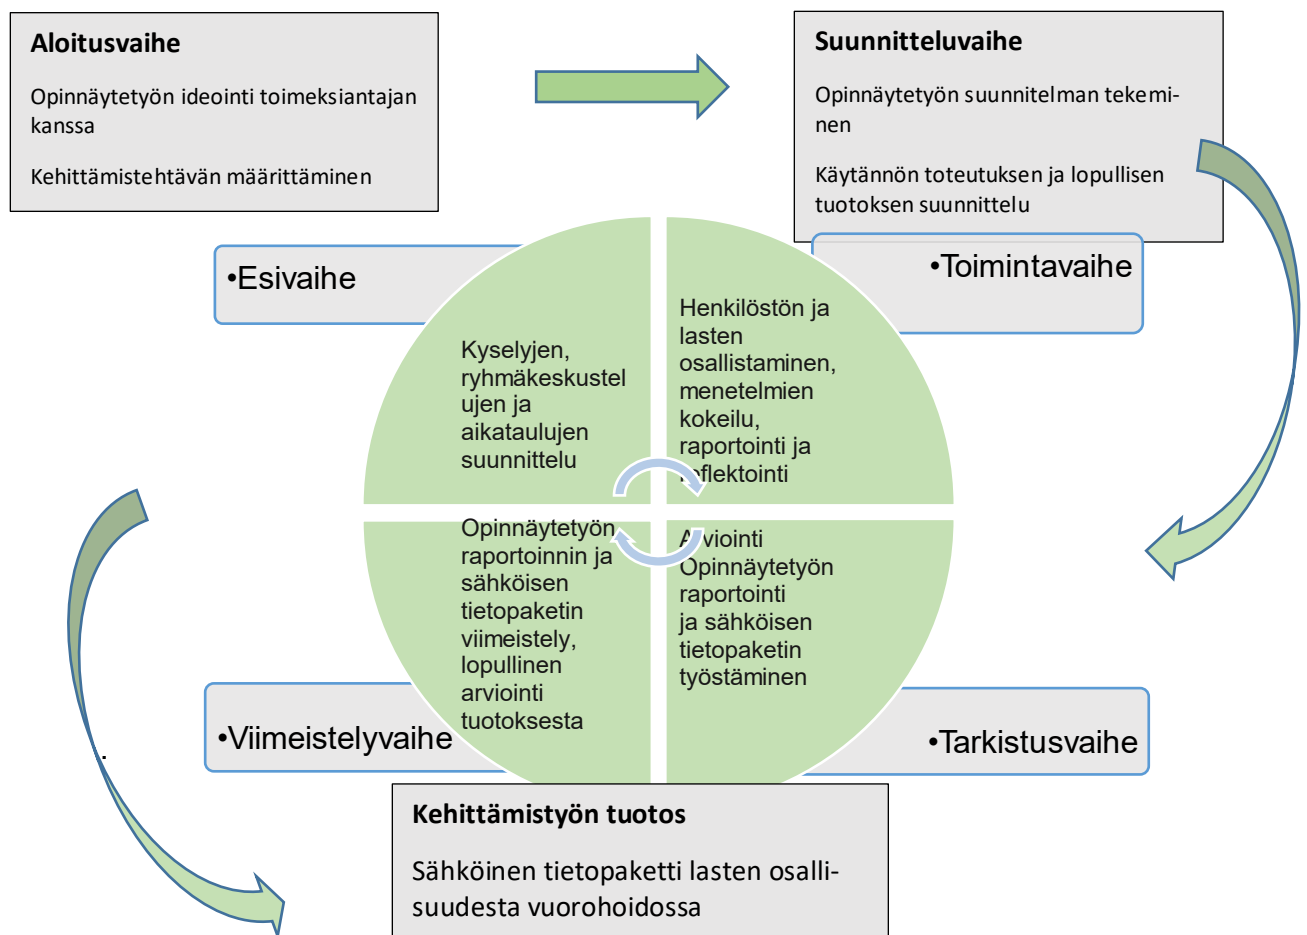 Aloitusvaihe
Opinnäytetyön ideointi toimeksiantajan
kanssa
Kehittämistehtävän määrittäminen
Suunnitteluvaihe
Opinnäytetyön suunnitelman tekemi-
nen
Käytännön toteutuksen ja lopullisen
tuotoksen suunnittelu
•Esivaihe
Kyselyjen,
ryhmäkeskustel
ujen ja
aikataulujen
suunnittelu
•Toimintavaihe
Henkilöstön ja
lasten
osallistaminen,
menetelmien
kokeilu,
raportointi ja
reflektointi
•Viimeistelyvaihe
.
Opinnäytetyön
raportoinnin ja
sähköisen
tietopaketin
viimeistely,
lopullinen
arviointi
tuotoksesta
•Tarkistusvaihe
Arviointi
Opinnäytetyön
raportointi
ja sähköisen
tietopaketin
työstäminen
Kehittämistyön tuotos
Sähköinen tietopaketti lasten osalli-
suudesta vuorohoidossa